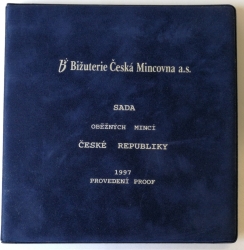 Bižuterie Česká Mincovna a.s.
SADA
OBĚŽNÝCH MINCÍ
ČESKÉ REPUBLIKY
1997
PROVEDENÍ PROOF